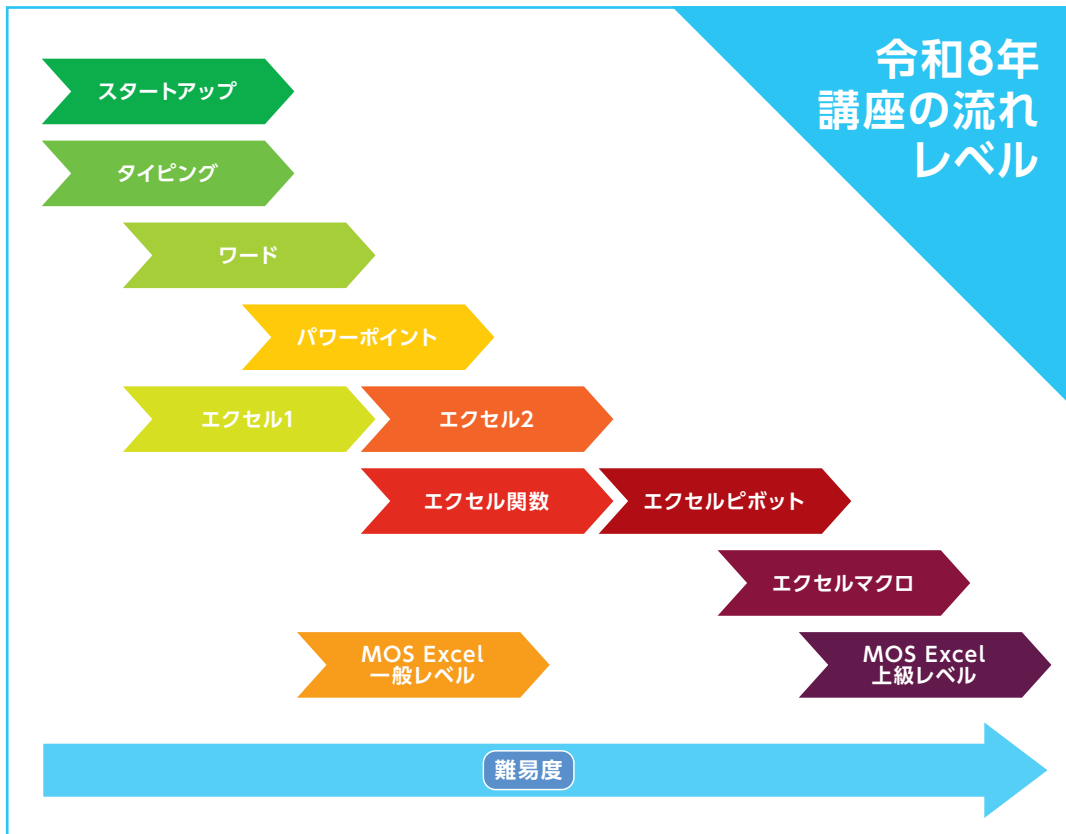 令和8年
講座の流れ
レベル
スタートアップ
タイピング
ワード
パワーポイント
エクセル1
エクセル2
エクセル関数
エクセルピボット
エクセルマクロ
MOS Excel
一般レベル
MOS Excel
上級レベル
難易度